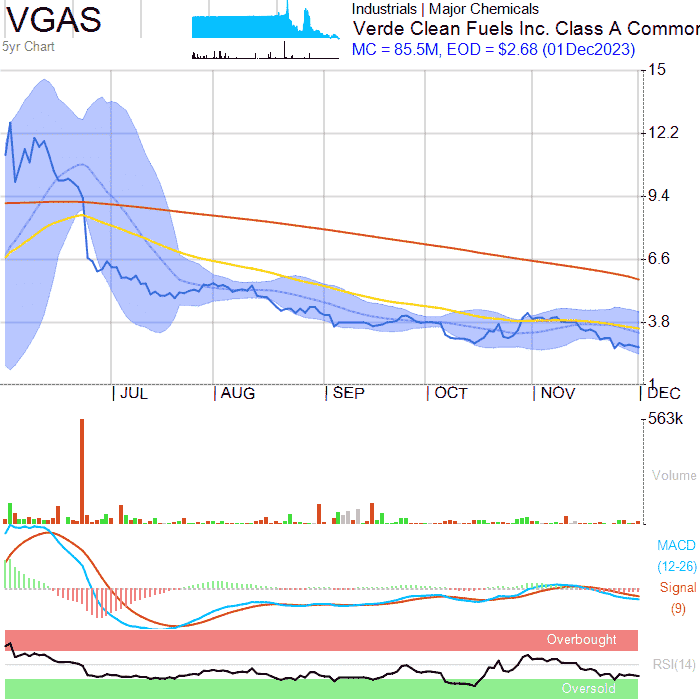 VGAS
5yr Chart
Industrials | Major Chemicals
Verde Clean Fuels Inc. Class A Common
MC = 85.5M, EOD = $2.68 (01Dec2023)
15
12.2
9.4
6.6
3.8
1
JUL AUG SEP OCT NOV DEC
563k
Volume
MACD
(12-26)
Signal
(9)
Overbought
RSI(14)
Oversold